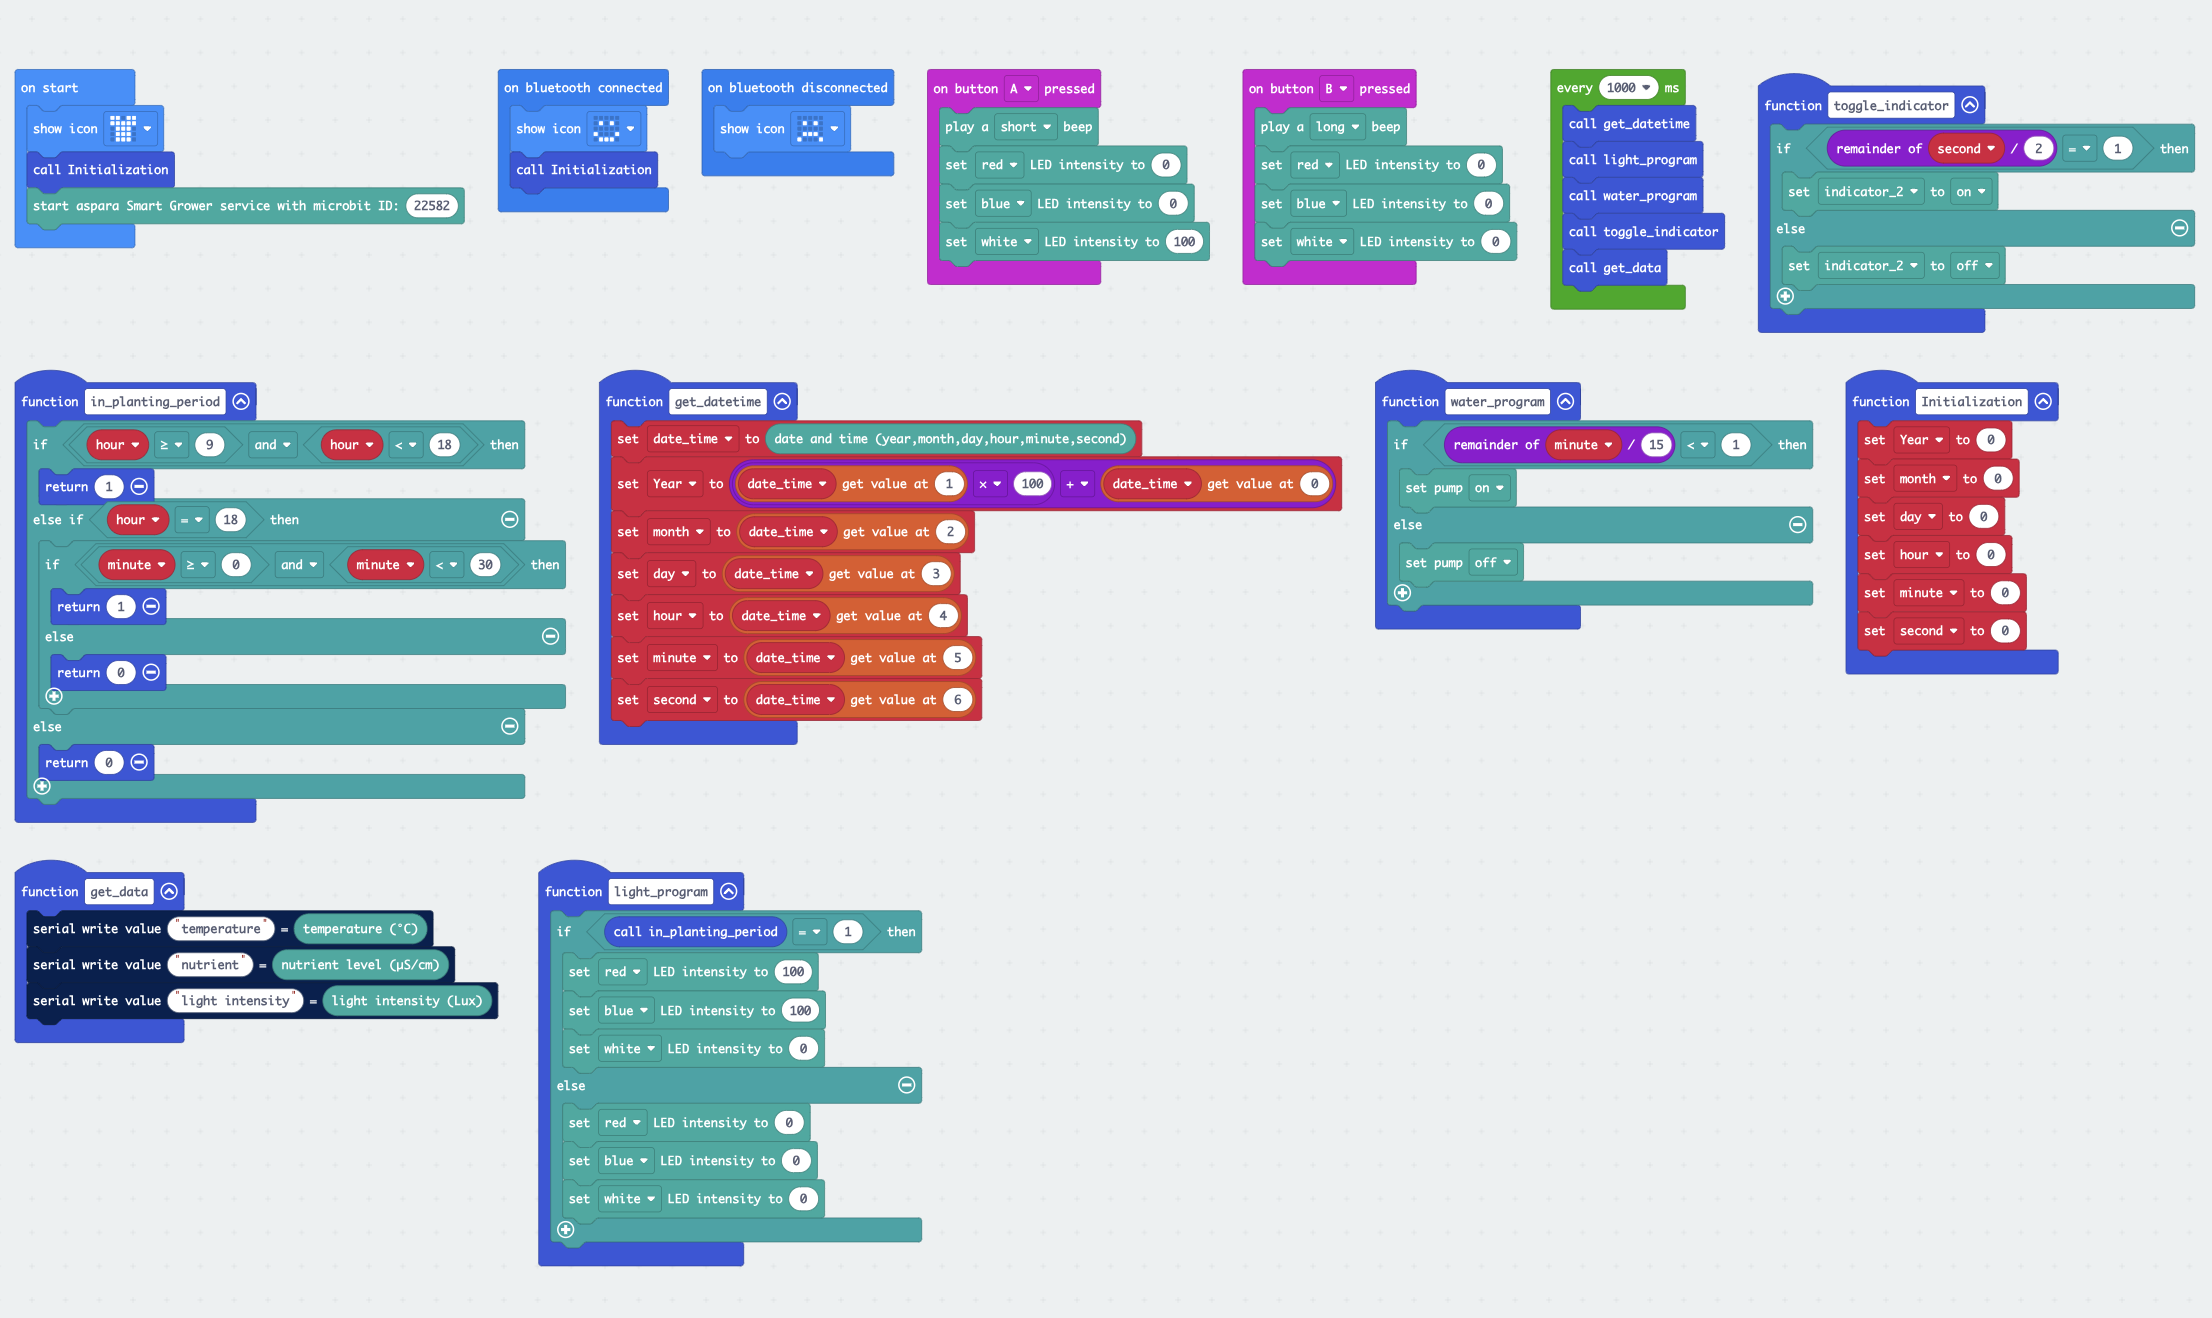 on start
show icon
call Initialization
start aspara Smart Grower service with microbit ID: 22582
on bluetooth connected
show icon
call Initialization
on bluetooth disconnected
show icon
on button A pressed
play a short beep
set red LED intensity to 0
set blue LED intensity to 0
set white LED intensity to 100
on button B pressed
play a long beep
set red LED intensity to 0
set blue LED intensity to 0
set white LED intensity to 0
every 1000 ms
call get_datetime
call light_program
call water_program
call toggle_indicator
call get_data
function toggle_indicator
if remainder of second / 2 = 1 then
set indicator_2 to on
else
set indicator_2 to off
function in_planting_period
if hour ≥ 9 and hour < 18 then
return 1
else if hour = 18 then
if minute ≥ 0 and minute < 30 then
return 1
else
return 0
else
return 0
function get_datetime
set date_time to date and time (year,month,day,hour,minute,second)
set Year to date_time get value at 1 × 100 + date_time get value at 0
set month to date_time get value at 2
set day to date_time get value at 3
set hour to date_time get value at 4
set minute to date_time get value at 5
set second to date_time get value at 6
function water_program
if remainder of minute / 15 < 1 then
set pump on
else
set pump off
function Initialization
set Year to 0
set month to 0
set day to 0
set hour to 0
set minute to 0
set second to 0
function get_data
serial write value "temperature" = temperature (°C)
serial write value "nutrient" = nutrient level (µS/cm)
serial write value "light intensity" = light intensity (Lux)
function light_program
if call in_planting_period = 1 then
set red LED intensity to 100
set blue LED intensity to 100
set white LED intensity to 0
else
set red LED intensity to 0
set blue LED intensity to 0
set white LED intensity to 0